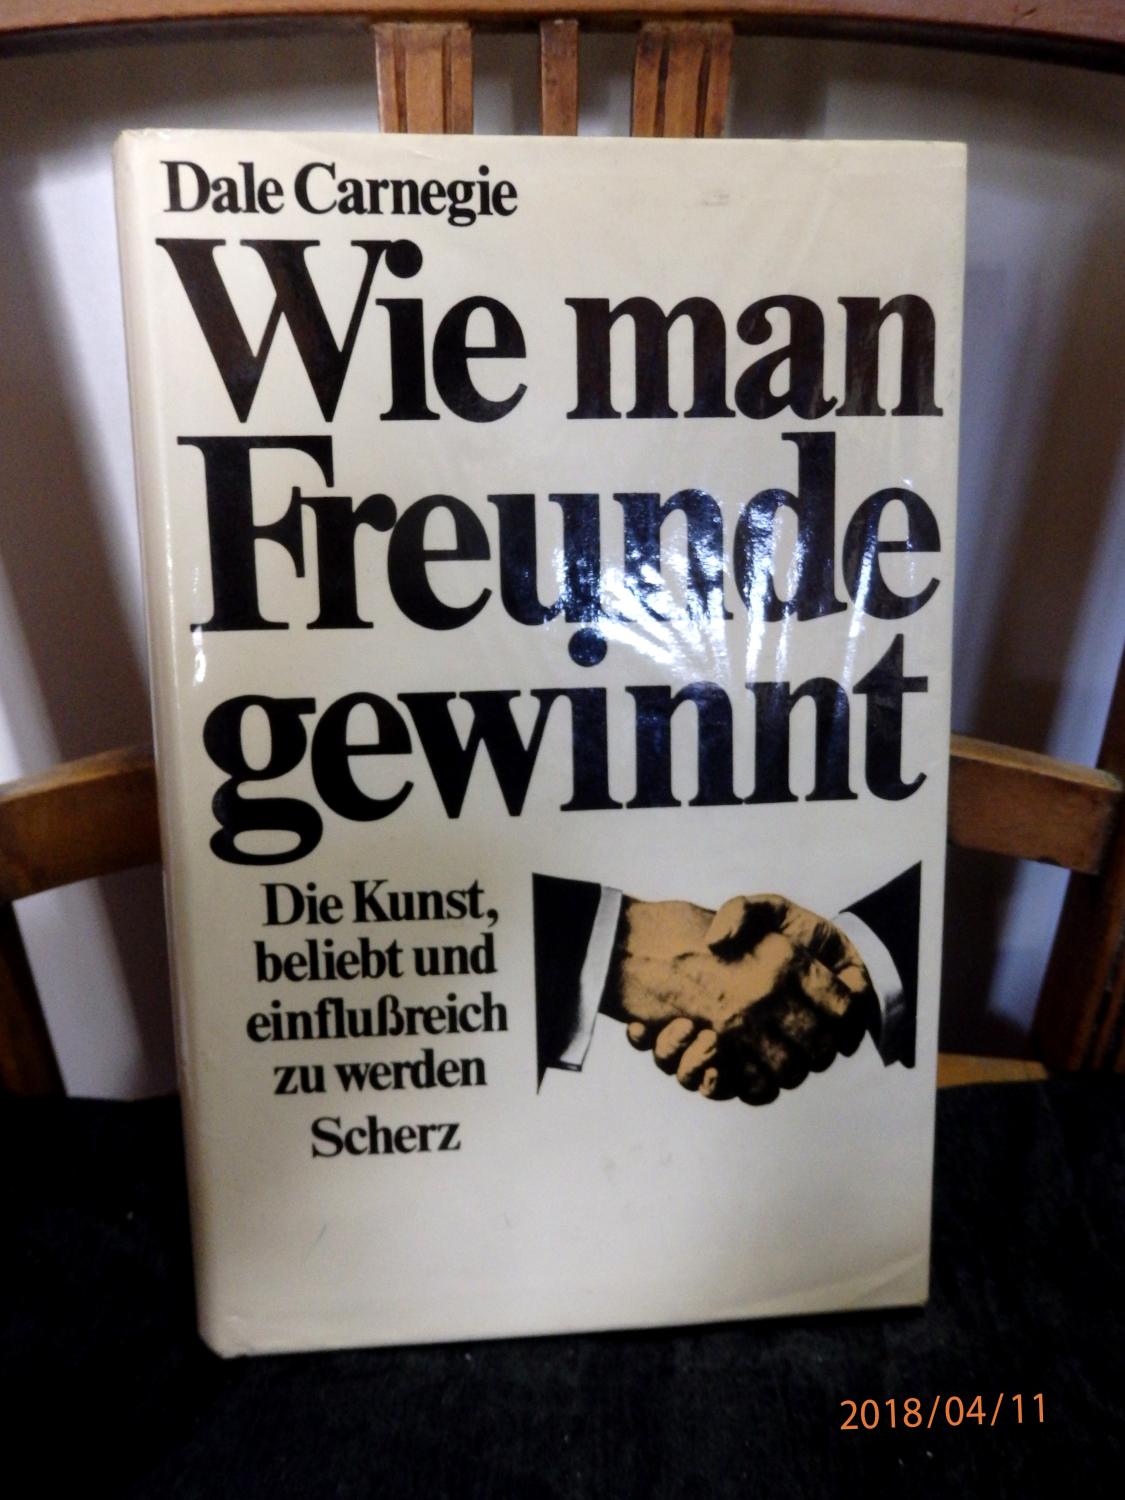 Dale Carnegie
Wie man
Freunde
gewinnt
Die Kunst,
beliebt und
einflußreich
zu werden
Scherz
2018/04/11